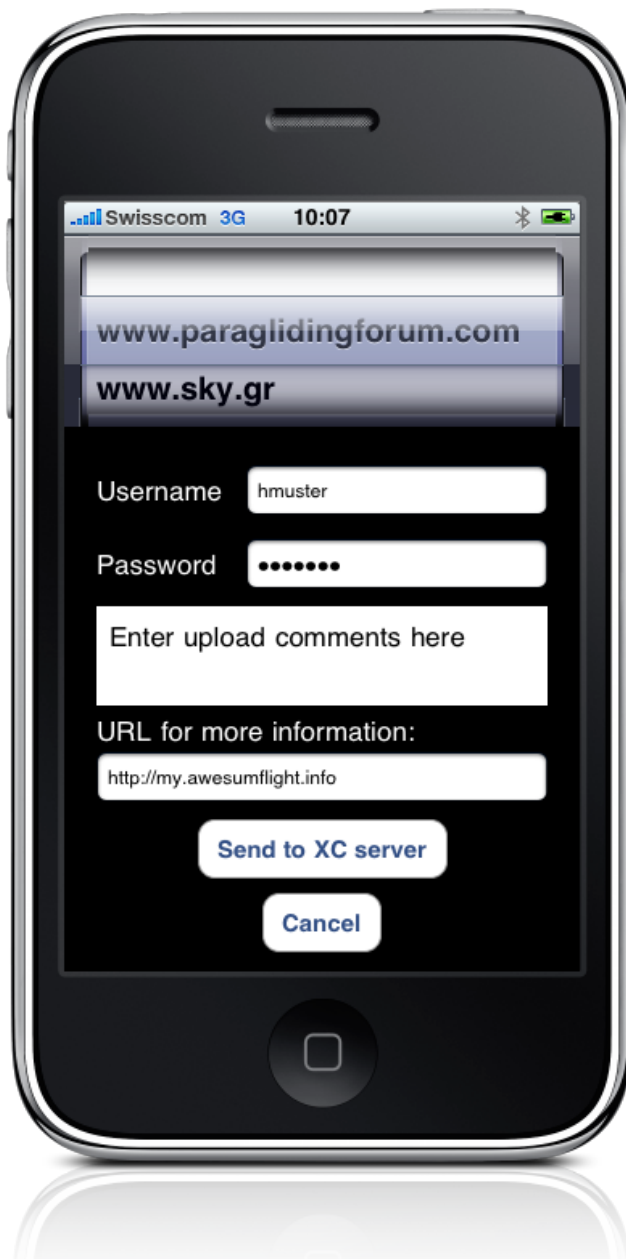 Swisscom 3G 10:07
www.paraglidingforum.com
www.sky.gr
Username hmuster
Password •••••••
Enter upload comments here
URL for more information:
http://my.awesumflight.info
Send to XC server
Cancel